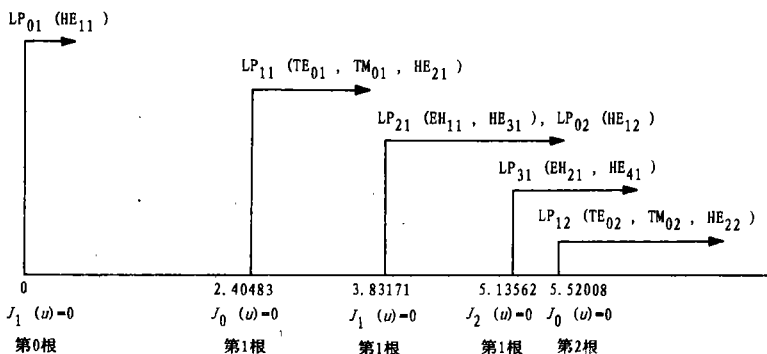 LP01 (HE11 )
LP11 (TE01 , TM01 , HE21 )
LP21 (EH11 , HE31 ), LP02 (HE12 )
LP31 (EH21 , HE41 )
LP12 (TE02 , TM02 , HE22 )
0 2.40483 3.83171 5.13562 5.52008
J1 (u)=0 J0 (u)=0 J1 (u)=0 J2 (u)=0 J0 (u)=0
第0根 第1根 第1根 第1根 第2根